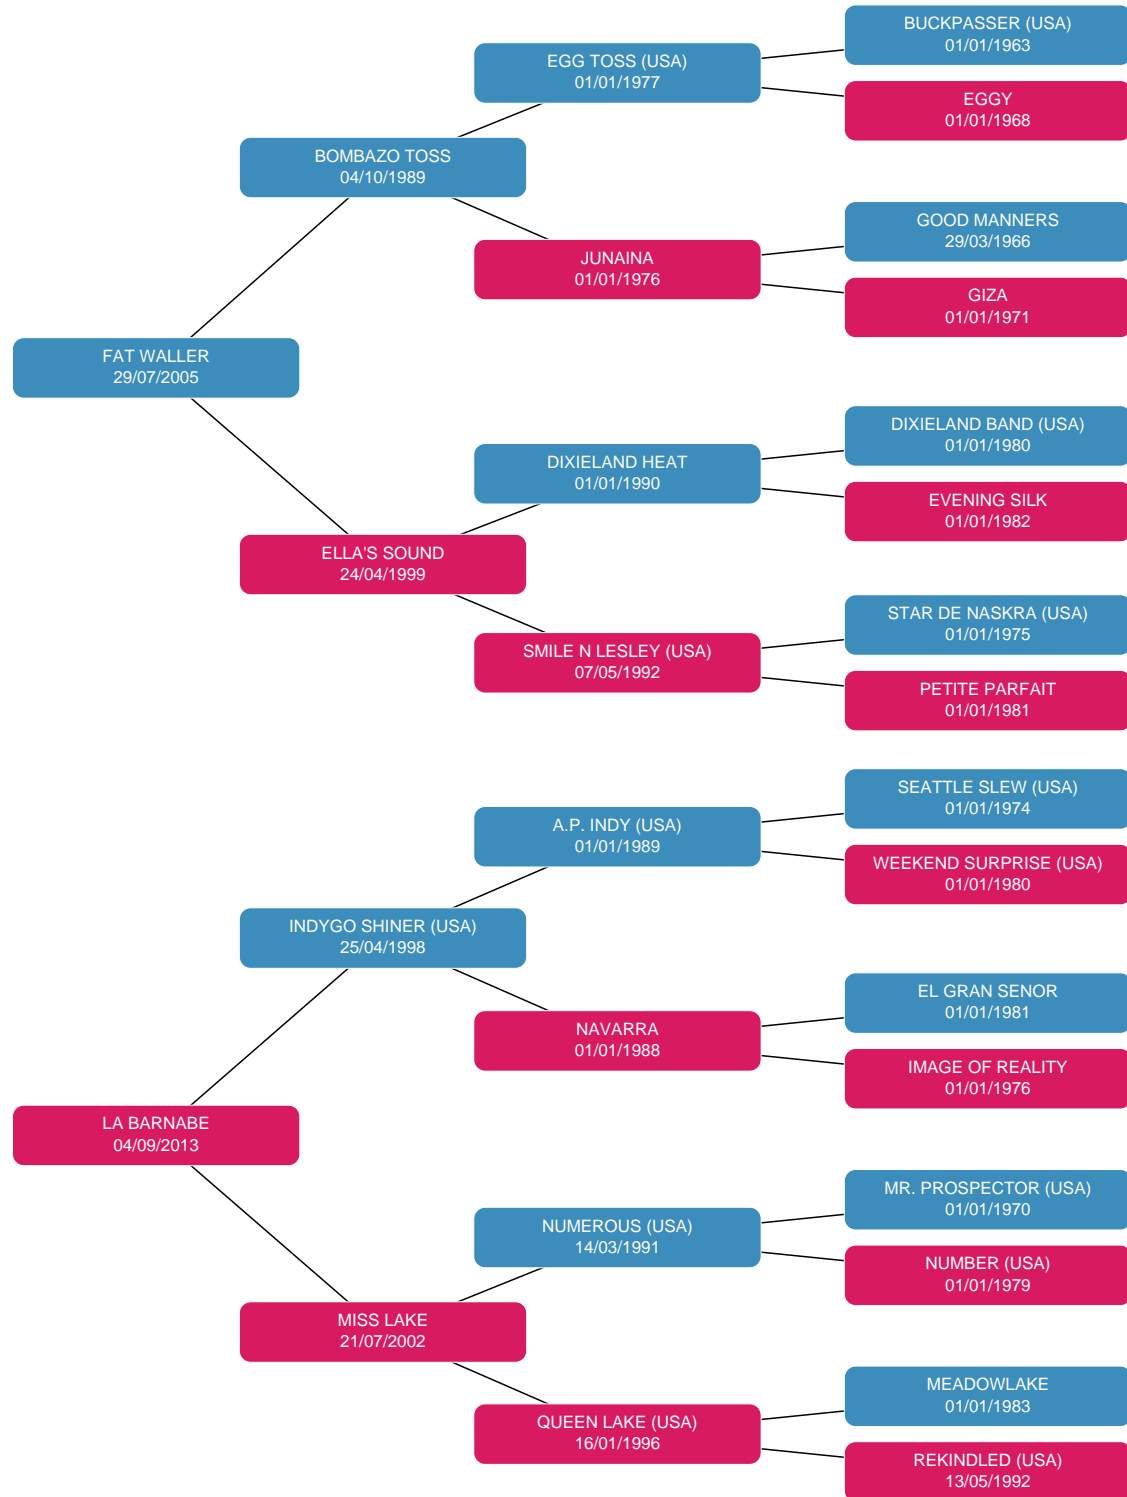 BUCKPASSER (USA)
01/01/1963
EGG TOSS (USA)
01/01/1977
EGGY
01/01/1968
BOMBAZO TOSS
04/10/1989
GOOD MANNERS
29/03/1966
JUNAINA
01/01/1976
GIZA
01/01/1971
FAT WALLER
29/07/2005
DIXIELAND BAND (USA)
01/01/1980
DIXIELAND HEAT
01/01/1990
EVENING SILK
01/01/1982
ELLA'S SOUND
24/04/1999
STAR DE NASKRA (USA)
01/01/1975
SMILE N LESLEY (USA)
07/05/1992
PETITE PARFAIT
01/01/1981
SEATTLE SLEW (USA)
01/01/1974
A.P. INDY (USA)
01/01/1989
WEEKEND SURPRISE (USA)
01/01/1980
INDYGO SHINER (USA)
25/04/1998
EL GRAN SENOR
01/01/1981
NAVARRA
01/01/1988
IMAGE OF REALITY
01/01/1976
LA BARNABE
04/09/2013
MR. PROSPECTOR (USA)
01/01/1970
NUMEROUS (USA)
14/03/1991
NUMBER (USA)
01/01/1979
MISS LAKE
21/07/2002
MEADOWLAKE
01/01/1983
QUEEN LAKE (USA)
16/01/1996
REKINDLED (USA)
13/05/1992